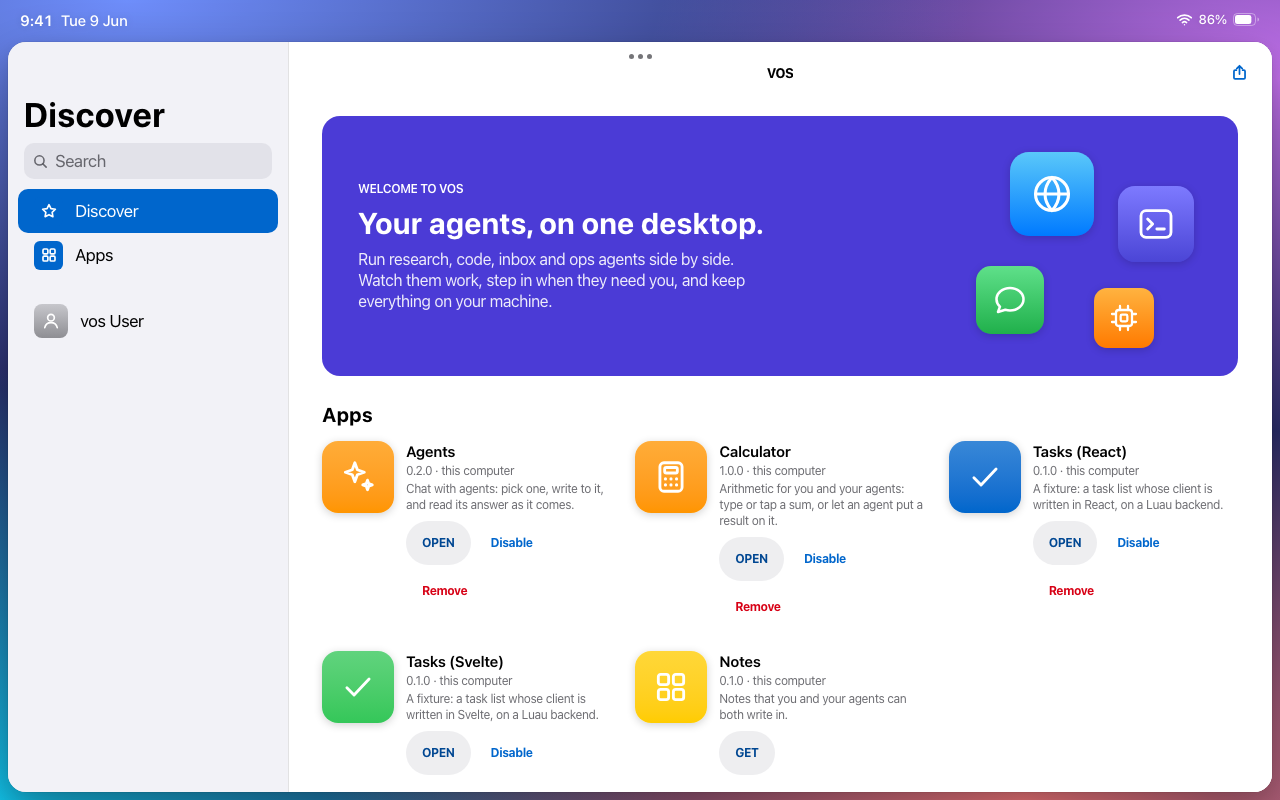 9:41 Tue 9 Jun
86%
VOS
Discover
Search
Discover
Apps
vos User
WELCOME TO VOS
Your agents, on one desktop.
Run research, code, inbox and ops agents side by side.
Watch them work, step in when they need you, and keep
everything on your machine.
Apps
Agents
0.2.0 · this computer
Chat with agents: pick one, write to it,
and read its answer as it comes.
OPEN Disable
Remove
Calculator
1.0.0 · this computer
Arithmetic for you and your agents:
type or tap a sum, or let an agent put a
result on it.
OPEN Disable
Remove
Tasks (React)
0.1.0 · this computer
A fixture: a task list whose client is
written in React, on a Luau backend.
OPEN Disable
Remove
Tasks (Svelte)
0.1.0 · this computer
A fixture: a task list whose client is
written in Svelte, on a Luau backend.
OPEN Disable
Notes
0.1.0 · this computer
Notes that you and your agents can
both write in.
GET